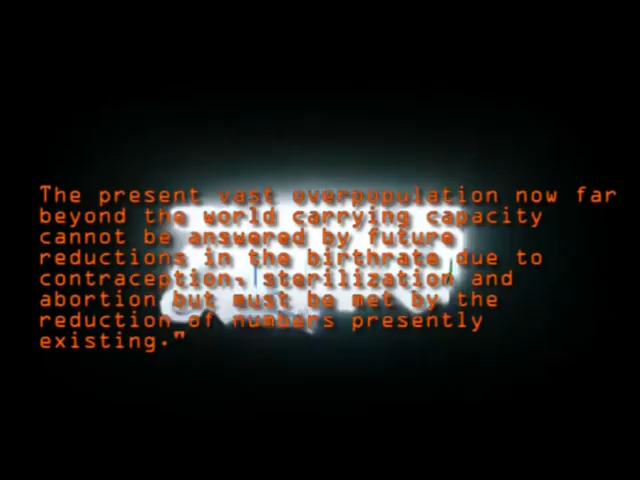 The present vast overpopulation now far
beyond the world carrying capacity
cannot be answered by future
reductions in the birthrate due to
contraception, sterilization and
abortion but must be met by the
reduction of numbers presently
existing."